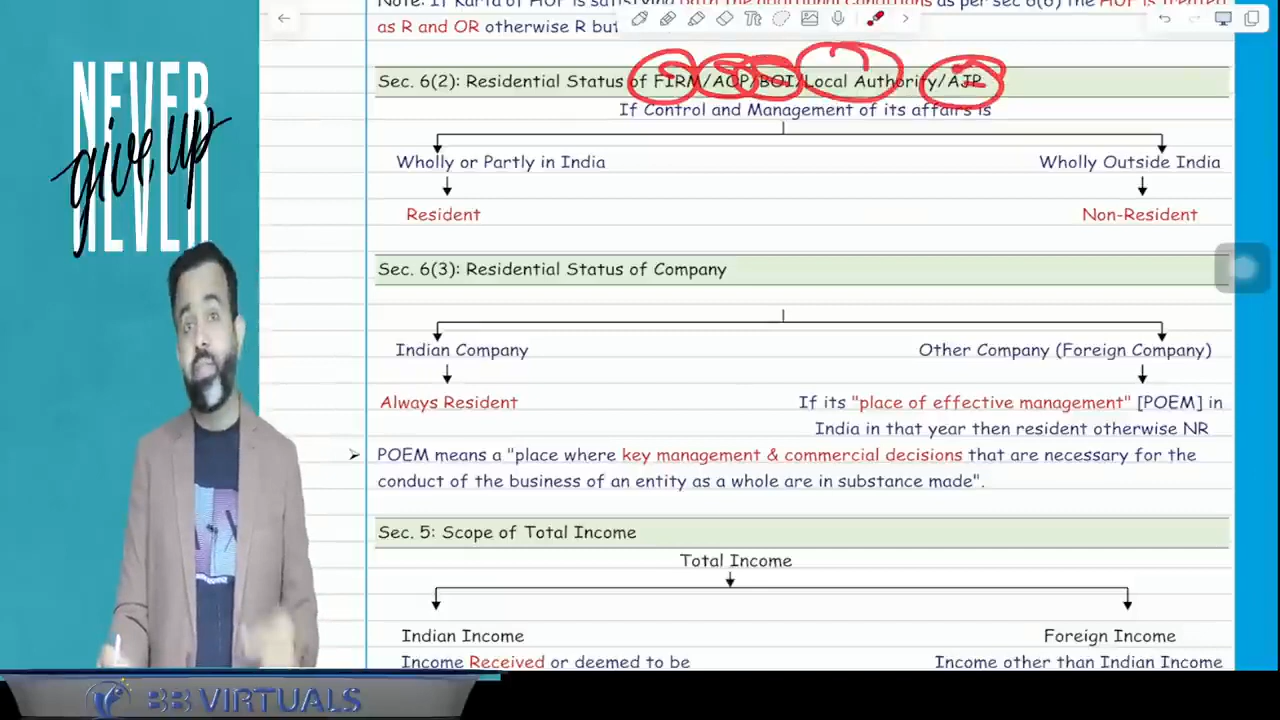 Note: If Karta of HUF is satisfying both the additional conditions as per sec 6(6) the HUF is treated
as R and OR otherwise R but
NEVER
give up
NEVER
Sec. 6(2): Residential Status of FIRM/AOP/BOI/Local Authority/AJP
If Control and Management of its affairs is
Wholly or Partly in India
Wholly Outside India
Resident
Non-Resident
Sec. 6(3): Residential Status of Company
Indian Company
Other Company (Foreign Company)
Always Resident
If its "place of effective management" [POEM] in
India in that year then resident otherwise NR
➤ POEM means a "place where key management & commercial decisions that are necessary for the
conduct of the business of an entity as a whole are in substance made".
Sec. 5: Scope of Total Income
Total Income
Indian Income
Foreign Income
Income Received or deemed to be
Income other than Indian Income
BB VIRTUALS